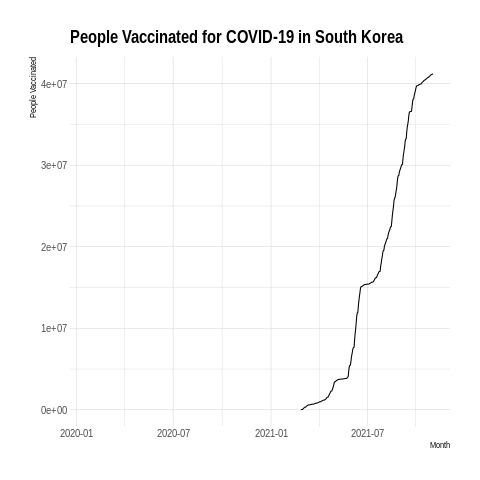 People Vaccinated for COVID-19 in South Korea
People Vaccinated
4e+07
3e+07
2e+07
1e+07
0e+00
2020-01 2020-07 2021-01 2021-07
Month